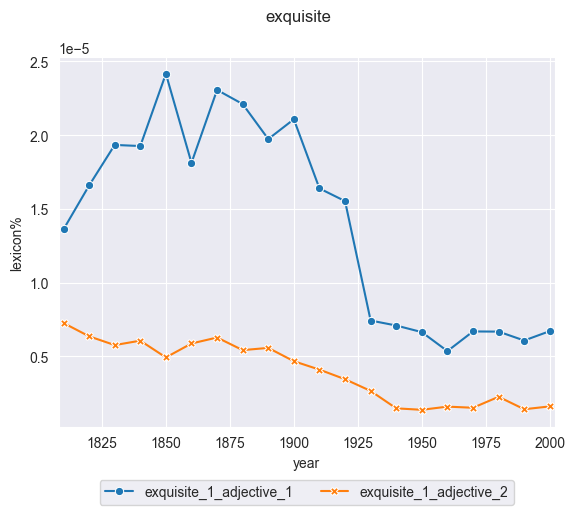 exquisite
1e−5
2.5
2.0
1.5
1.0
0.5
lexicon%
1825 1850 1875 1900 1925 1950 1975 2000
year
exquisite_1_adjective_1 exquisite_1_adjective_2